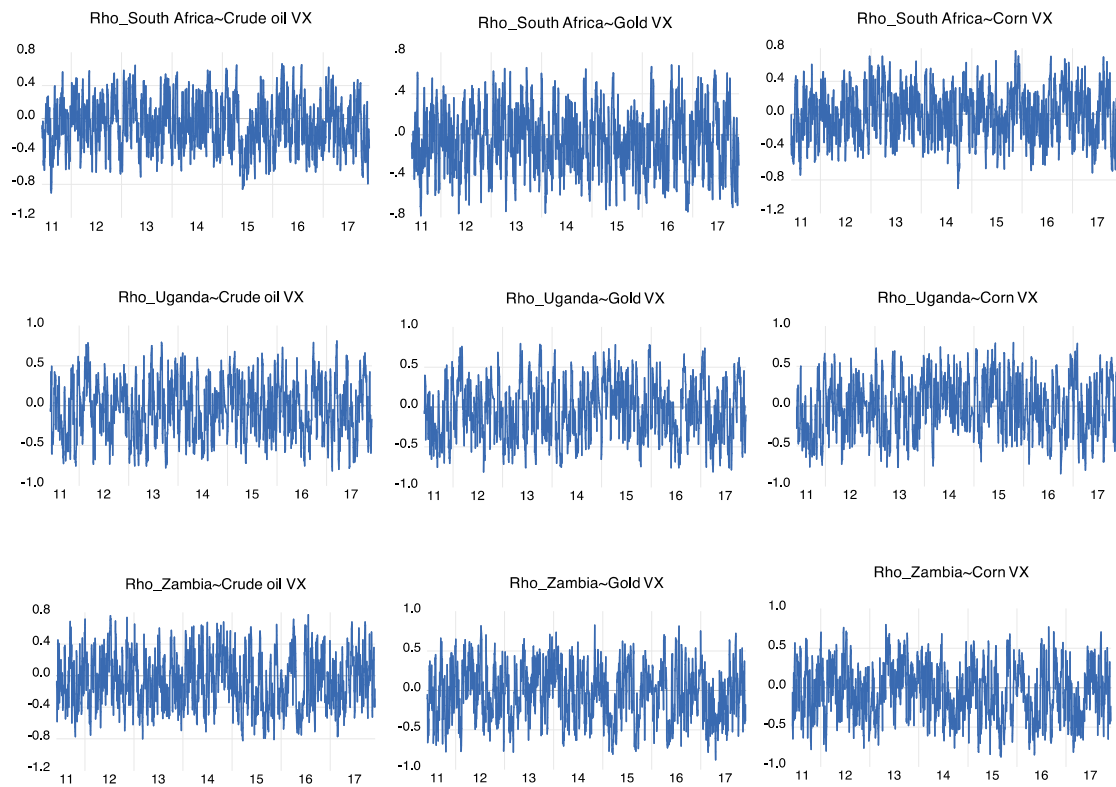 Rho_South Africa~Crude oil VX
0.8
0.4
0.0
-0.4
-0.8
-1.2
11 12 13 14 15 16 17
Rho_South Africa~Gold VX
.8
.4
.0
-.4
-.8
11 12 13 14 15 16 17
Rho_South Africa~Corn VX
0.8
0.4
0.0
-0.4
-0.8
-1.2
11 12 13 14 15 16 17
Rho_Uganda~Crude oil VX
1.0
0.5
0.0
-0.5
-1.0
11 12 13 14 15 16 17
Rho_Uganda~Gold VX
1.0
0.5
0.0
-0.5
-1.0
11 12 13 14 15 16 17
Rho_Uganda~Corn VX
1.0
0.5
0.0
-0.5
-1.0
11 12 13 14 15 16 17
Rho_Zambia~Crude oil VX
0.8
0.4
0.0
-0.4
-0.8
-1.2
11 12 13 14 15 16 17
Rho_Zambia~Gold VX
1.0
0.5
0.0
-0.5
-1.0
11 12 13 14 15 16 17
Rho_Zambia~Corn VX
1.0
0.5
0.0
-0.5
-1.0
11 12 13 14 15 16 17